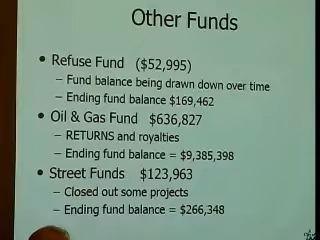 Other Funds
• Refuse Fund ($52,995)
– Fund balance being drawn down over time
– Ending fund balance $169,462
• Oil & Gas Fund $636,827
– RETURNS and royalties
– Ending fund balance = $9,385,398
• Street Funds $123,963
– Closed out some projects
– Ending fund balance = $266,348